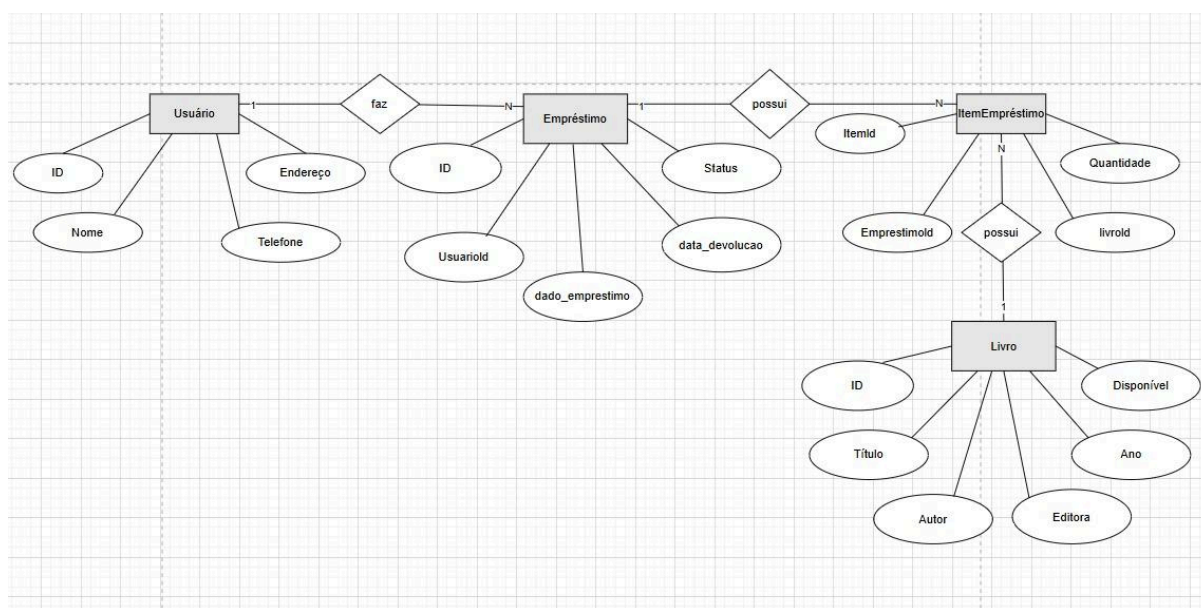 Usuário
1
faz
N
Empréstimo
1
possui
N
ItemEmpréstimo
ID
Nome
Telefone
Endereço
ID
UsuarioId
dado_emprestimo
data_devolucao
Status
ItemId
EmprestimoId
N
possui
1
livroId
Quantidade
Livro
ID
Título
Autor
Editora
Ano
Disponível